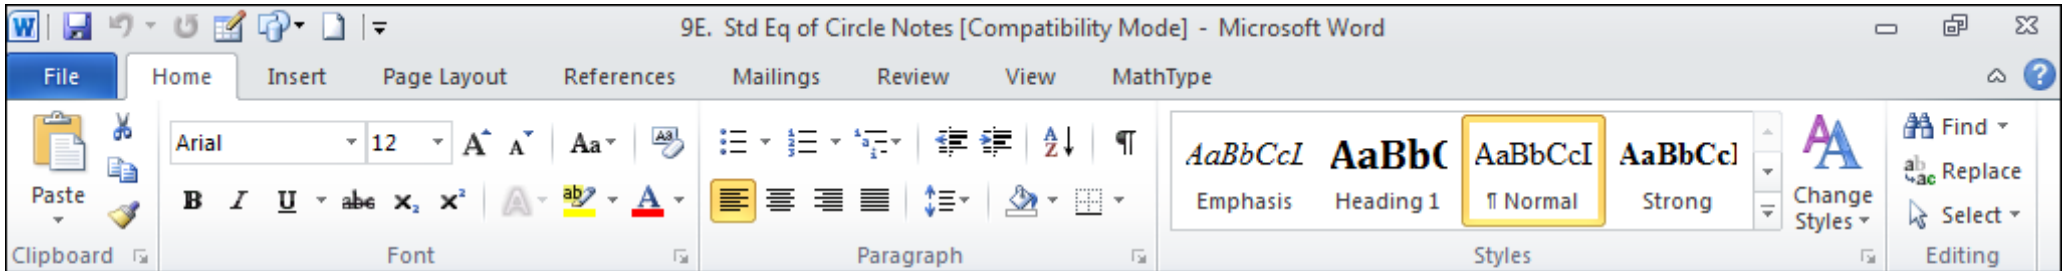 9E. Std Eq of Circle Notes [Compatibility Mode] - Microsoft Word
File Home Insert Page Layout References Mailings Review View MathType
Paste
Clipboard
Arial 12
Font
Paragraph
AaBbCcI AaBb( AaBbCcI AaBbCcl
Emphasis Heading 1 ¶ Normal Strong
Styles
Change
Styles
Find
Replace
Select
Editing